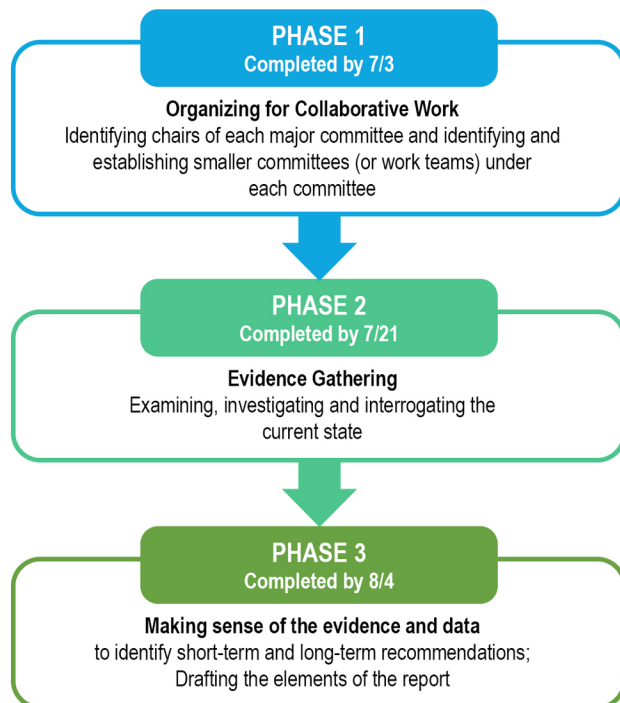 PHASE 1
Completed by 7/3
Organizing for Collaborative Work
Identifying chairs of each major committee and identifying and
establishing smaller committees (or work teams) under
each committee
PHASE 2
Completed by 7/21
Evidence Gathering
Examining, investigating and interrogating the
current state
PHASE 3
Completed by 8/4
Making sense of the evidence and data
to identify short-term and long-term recommendations;
Drafting the elements of the report